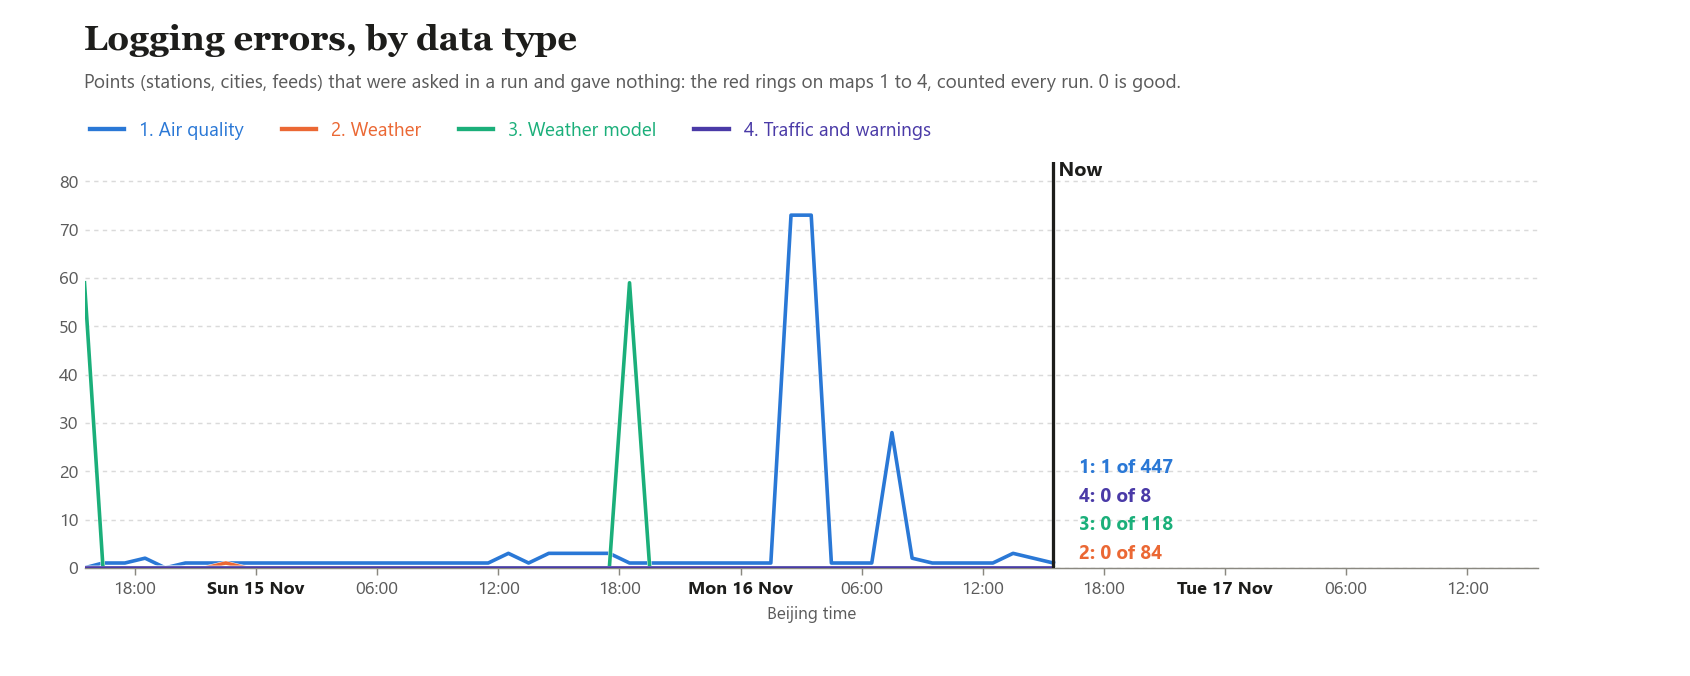 Logging errors, by data type
Points (stations, cities, feeds) that were asked in a run and gave nothing: the red rings on maps 1 to 4, counted every run. 0 is good.
1. Air quality 2. Weather 3. Weather model 4. Traffic and warnings
Now
80
70
60
50
40
30
20
10
0
1: 1 of 447
4: 0 of 8
3: 0 of 118
2: 0 of 84
18:00 Sun 15 Nov 06:00 12:00 18:00 Mon 16 Nov 06:00 12:00 18:00 Tue 17 Nov 06:00 12:00
Beijing time